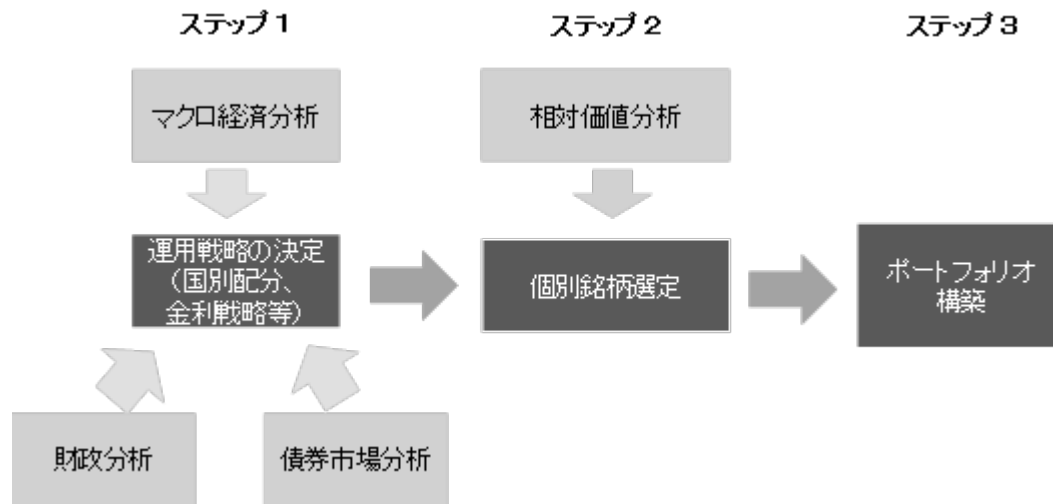 ステップ1
ステップ2
ステップ3
マクロ経済分析
相対価値分析
運用戦略の決定
(国別配分、
金利戦略等)
個別銘柄選定
ポートフォリオ
構築
財政分析
債券市場分析